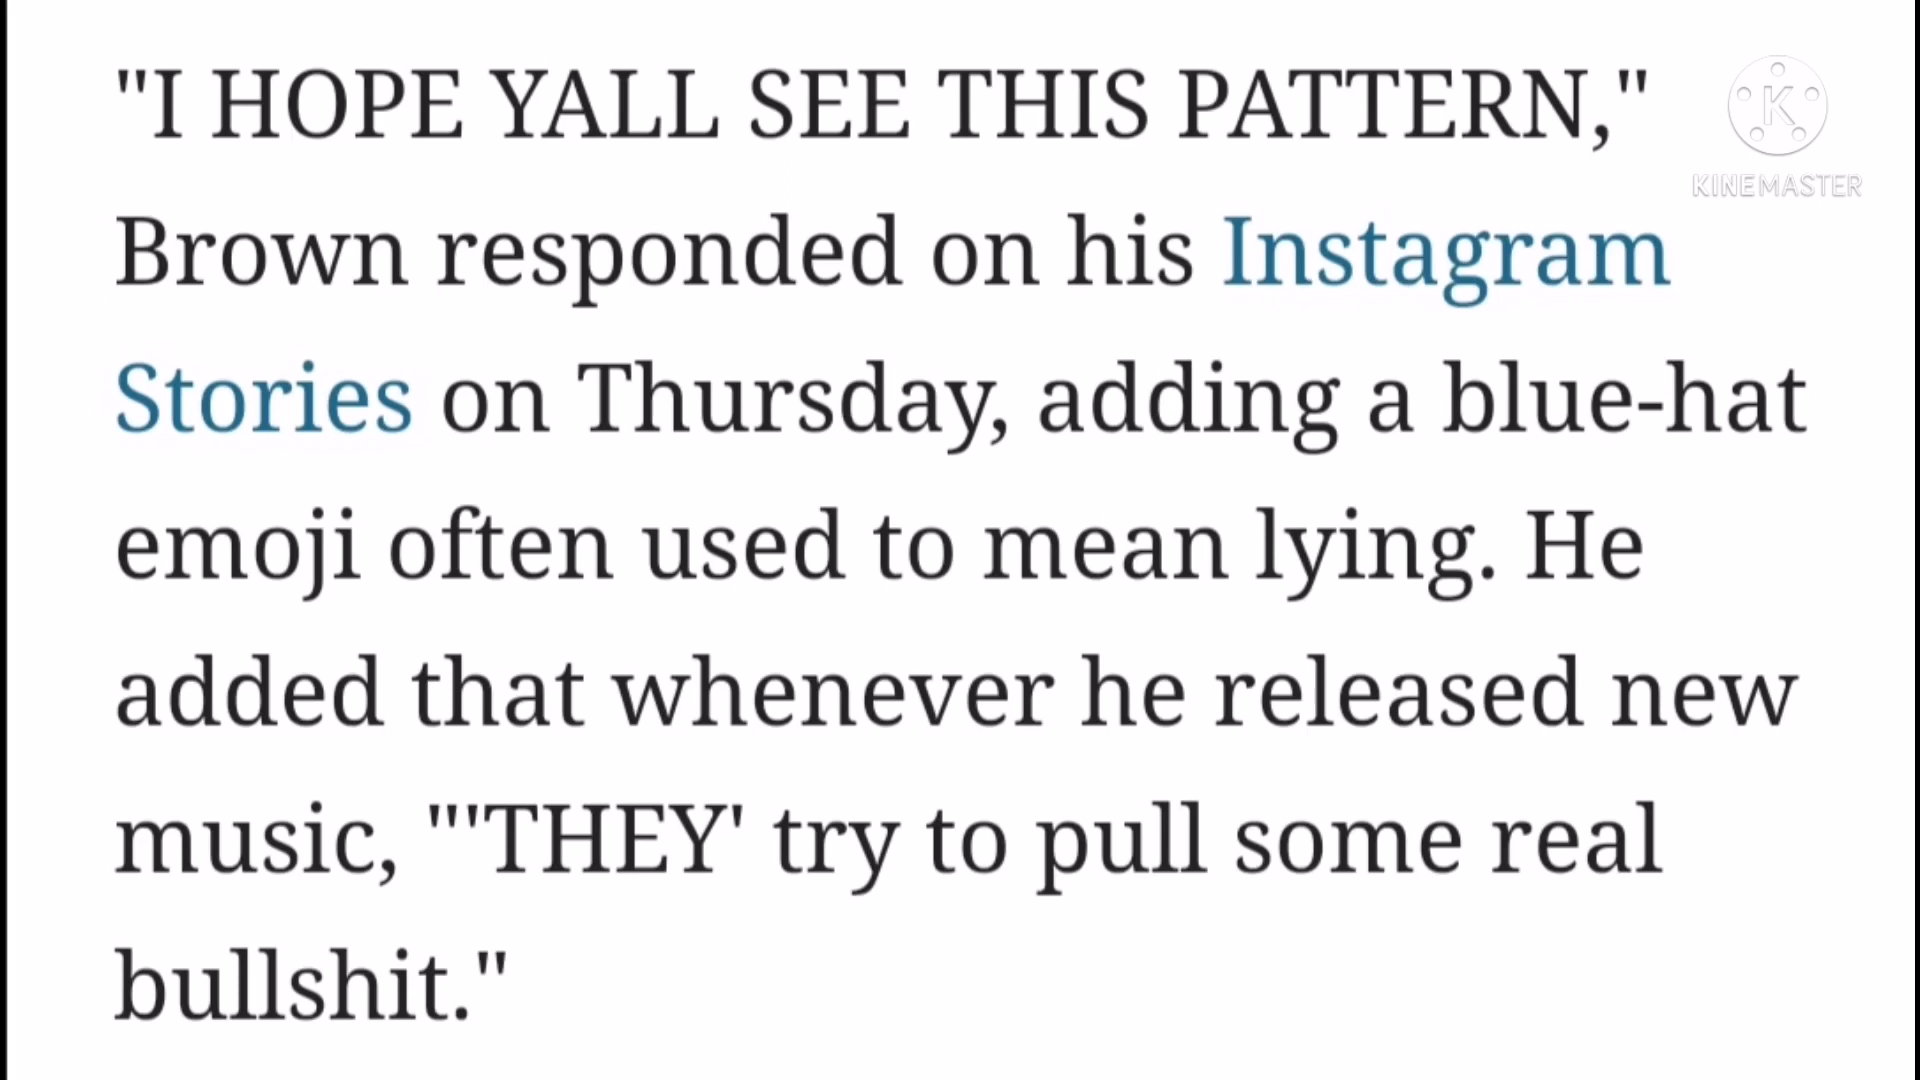 "I HOPE YALL SEE THIS PATTERN,"
Brown responded on his Instagram
Stories on Thursday, adding a blue-hat
emoji often used to mean lying. He
added that whenever he released new
music, "'THEY' try to pull some real
bullshit."
K
KINEMASTER